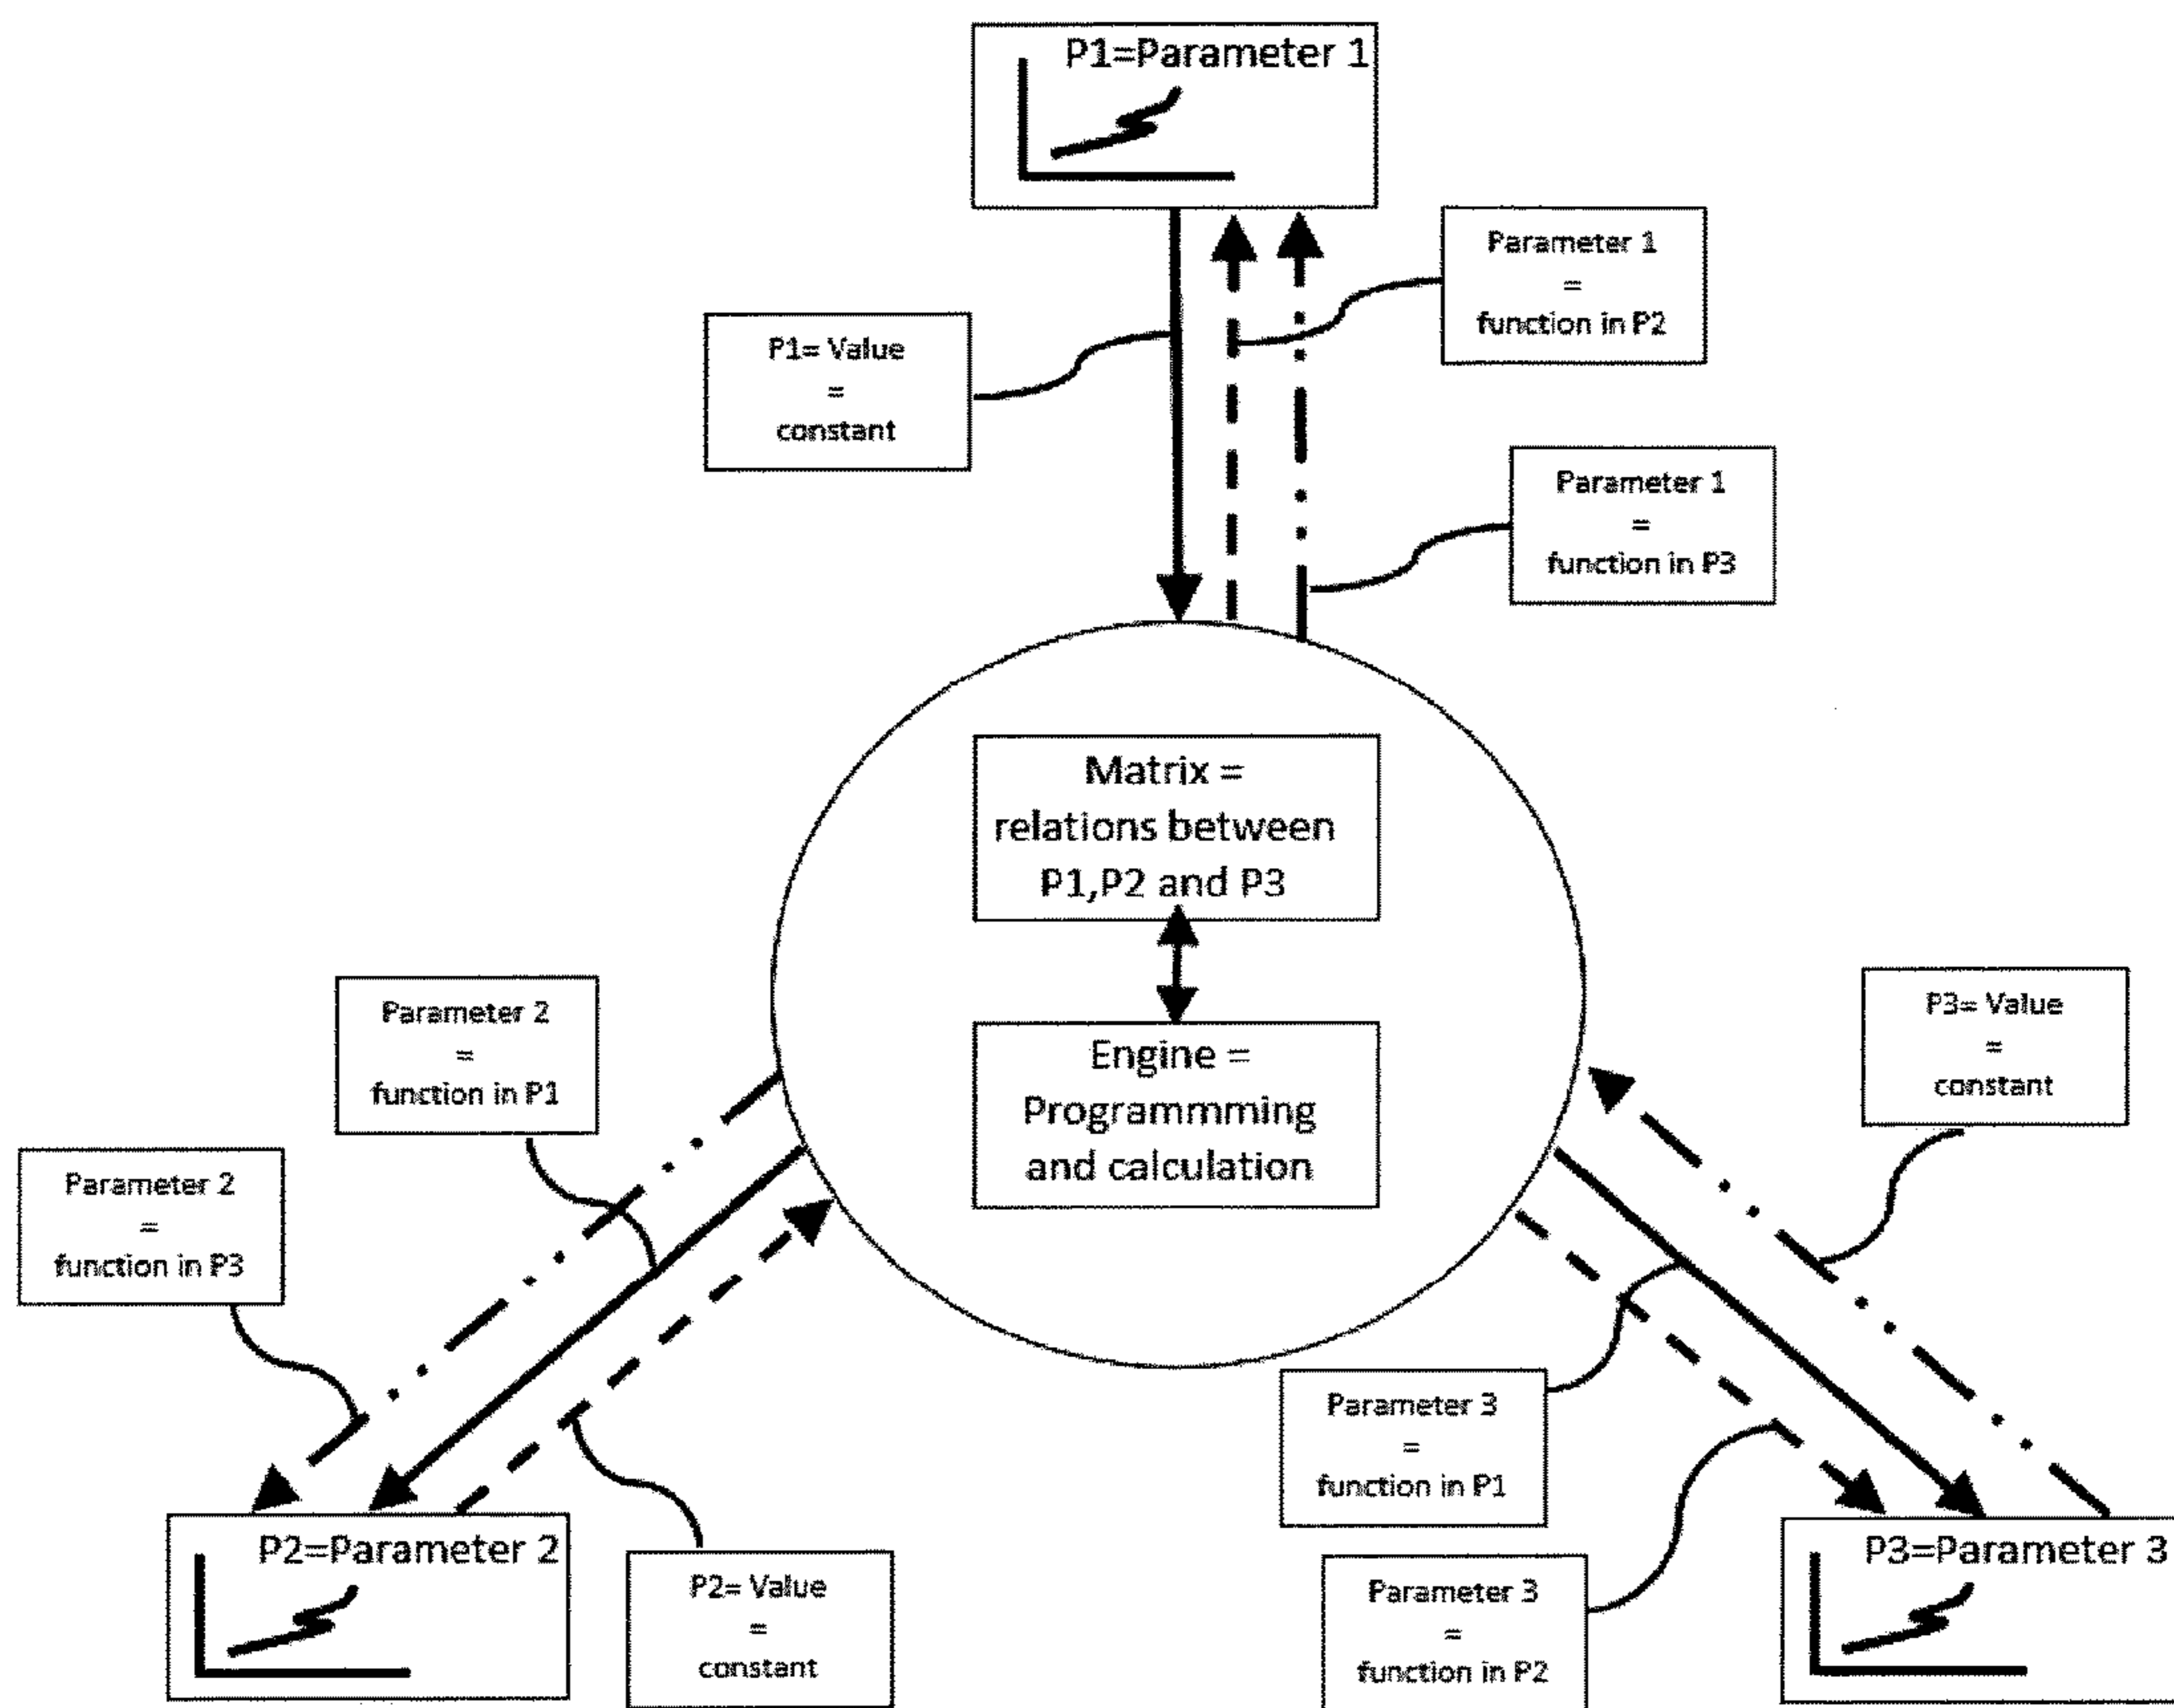 P1=Parameter 1
Parameter 1
=
function in P2
P1= Value
=
constant
Parameter 1
=
function in P3
Matrix =
relations between
P1,P2 and P3
Parameter 2
=
function in P1
P3= Value
=
constant
Engine =
Programmming
and calculation
Parameter 2
=
function in P3
Parameter 3
=
function in P1
P2=Parameter 2
P2= Value
=
constant
Parameter 3
=
function in P2
P3=Parameter 3